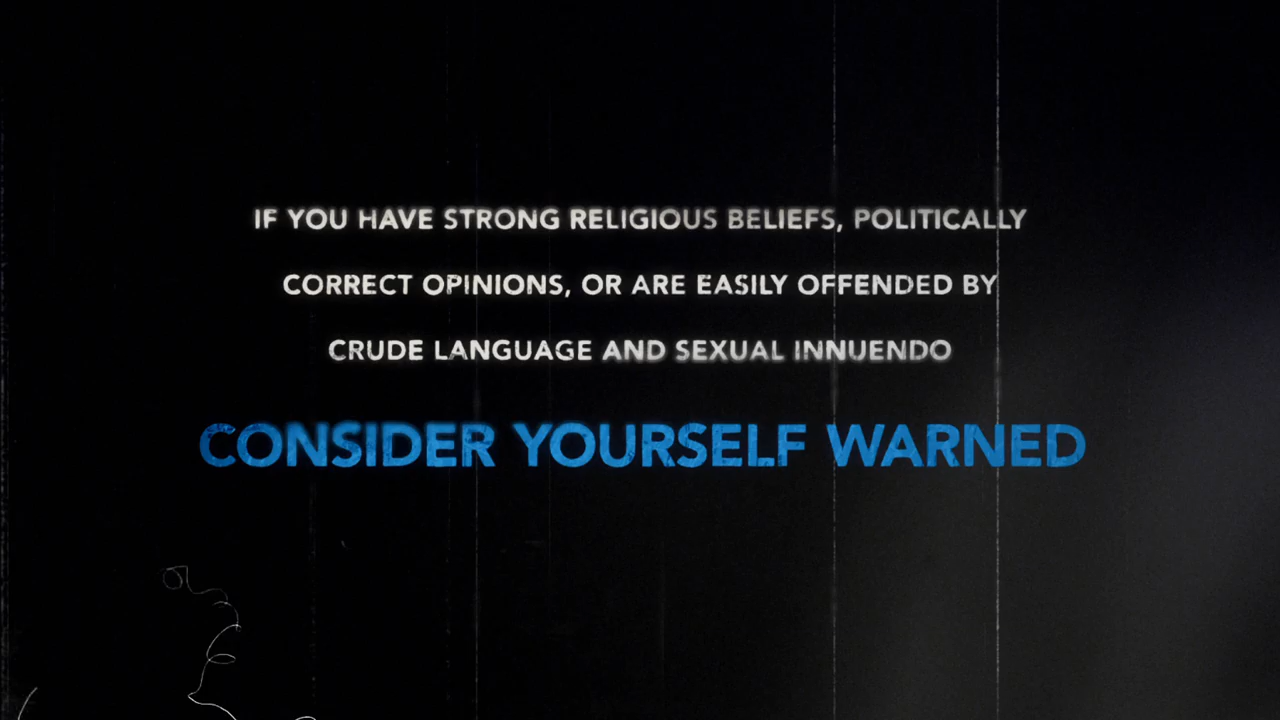 IF YOU HAVE STRONG RELIGIOUS BELIEFS, POLITICALLY
CORRECT OPINIONS, OR ARE EASILY OFFENDED BY
CRUDE LANGUAGE AND SEXUAL INNUENDO
CONSIDER YOURSELF WARNED